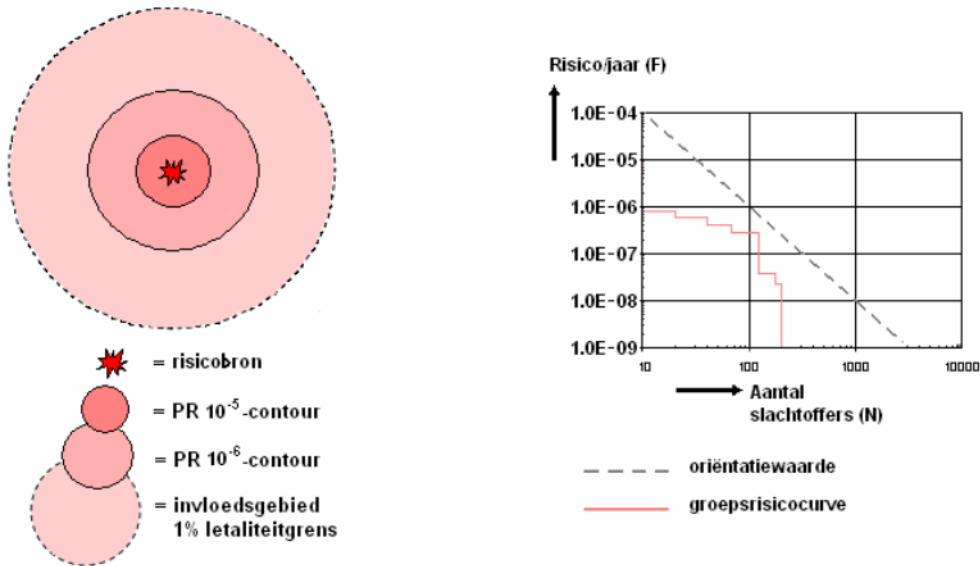 = risicobron
= PR 10⁻⁵-contour
= PR 10⁻⁶-contour
= invloedsgebied
1% letaliteitgrens
Risico/jaar (F)
1.0E-04
1.0E-05
1.0E-06
1.0E-07
1.0E-08
1.0E-09
10 100 1000 10000
Aantal
slachtoffers (N)
oriëntatiewaarde
groepsrisicocurve